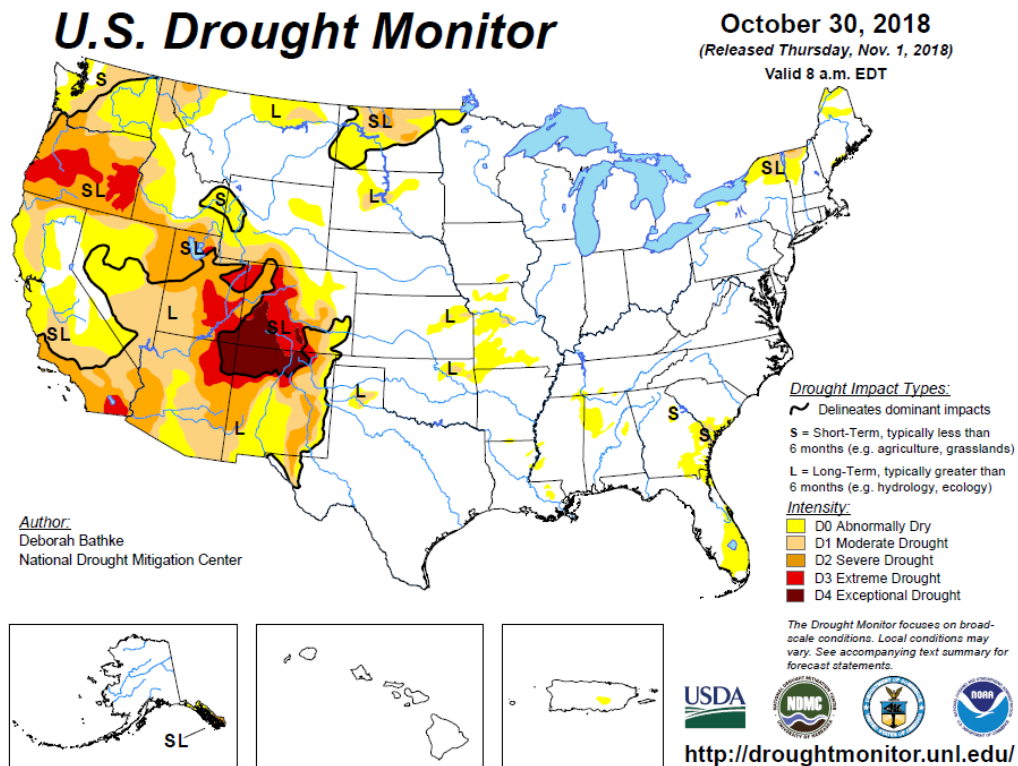 U.S. Drought Monitor
October 30, 2018
(Released Thursday, Nov. 1, 2018)
Valid 8 a.m. EDT
S
L
SL
SL
S
L
SL
SL
L
SL
SL
L
L
L
L
S
S
L
Drought Impact Types:
Delineates dominant impacts
S = Short-Term, typically less than
6 months (e.g. agriculture, grasslands)
L = Long-Term, typically greater than
6 months (e.g. hydrology, ecology)
Intensity:
D0 Abnormally Dry
D1 Moderate Drought
D2 Severe Drought
D3 Extreme Drought
D4 Exceptional Drought
Author:
Deborah Bathke
National Drought Mitigation Center
The Drought Monitor focuses on broad-
scale conditions. Local conditions may
vary. See accompanying text summary for
forecast statements.
SL
USDA
NDMC
NOAA
http://droughtmonitor.unl.edu/